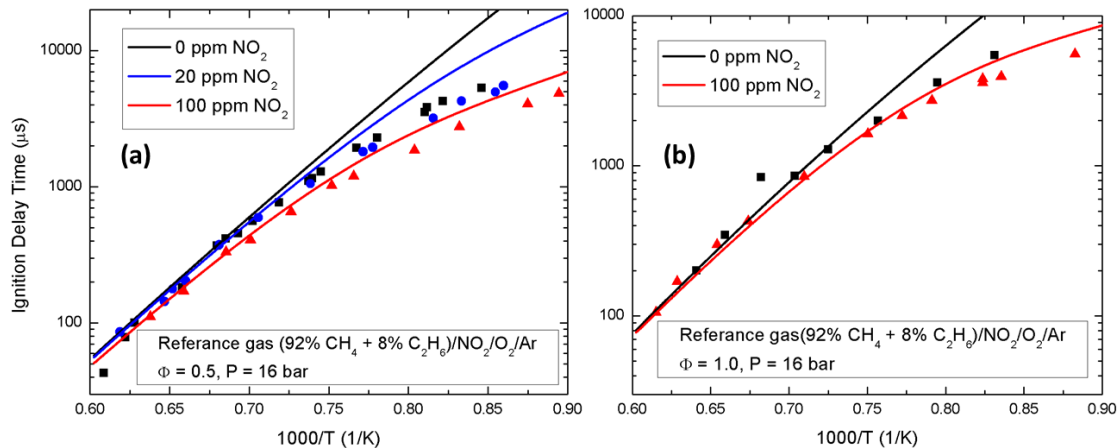 10000
1000
100
Ignition Delay Time (μs)
0 ppm NO₂
20 ppm NO₂
100 ppm NO₂
(a)
Referance gas (92% CH₄ + 8% C₂H₆)/NO₂/O₂/Ar
Φ = 0.5, P = 16 bar
0.60 0.65 0.70 0.75 0.80 0.85 0.90
1000/T (1/K)
10000
1000
100
0 ppm NO₂
100 ppm NO₂
(b)
Referance gas (92% CH₄ + 8% C₂H₆)/NO₂/O₂/Ar
Φ = 1.0, P = 16 bar
0.60 0.65 0.70 0.75 0.80 0.85 0.90
1000/T (1/K)